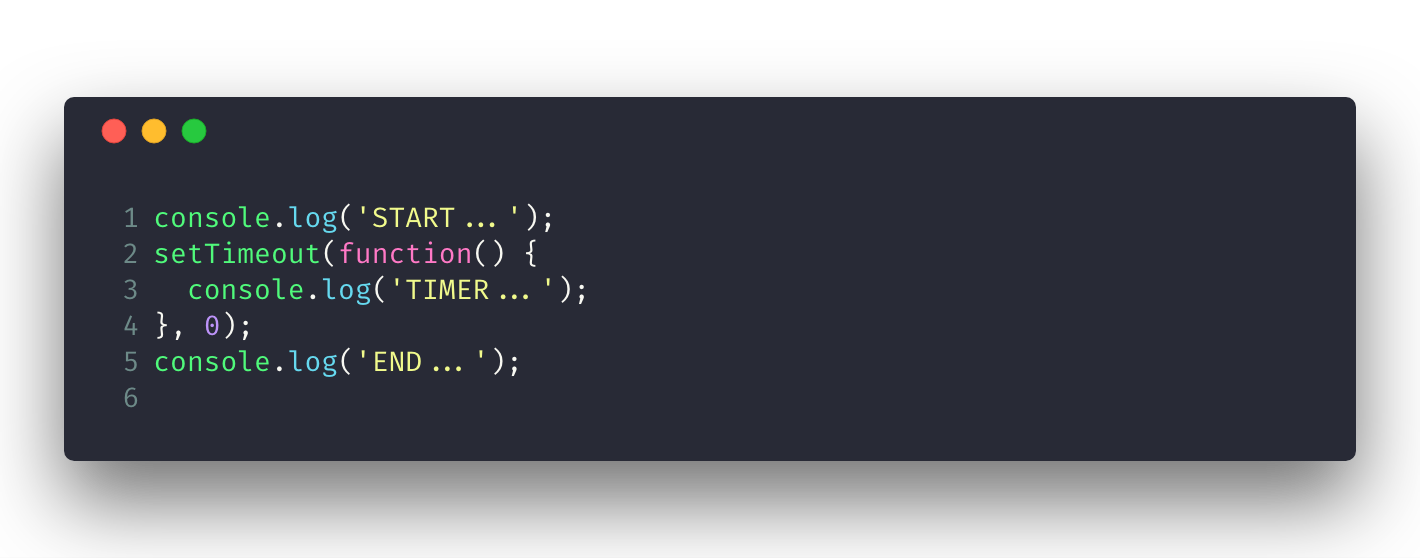 1 console.log('START...');
2 setTimeout(function() {
3   console.log('TIMER...');
4 }, 0);
5 console.log('END...');
6